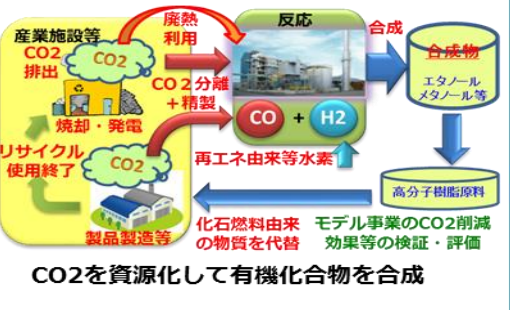 産業施設等
CO2
排出
CO2
廃熱
利用
反応
合成
合成物
エタノール
メタノール等
CO２分離
＋精製
焼却・発電
CO + H2
リサイクル
使用終了
CO2
再エネ由来等水素
高分子樹脂原料
製品製造等
化石燃料由来
の物質を代替
モデル事業のCO2削減
効果等の検証・評価
CO2を資源化して有機化合物を合成